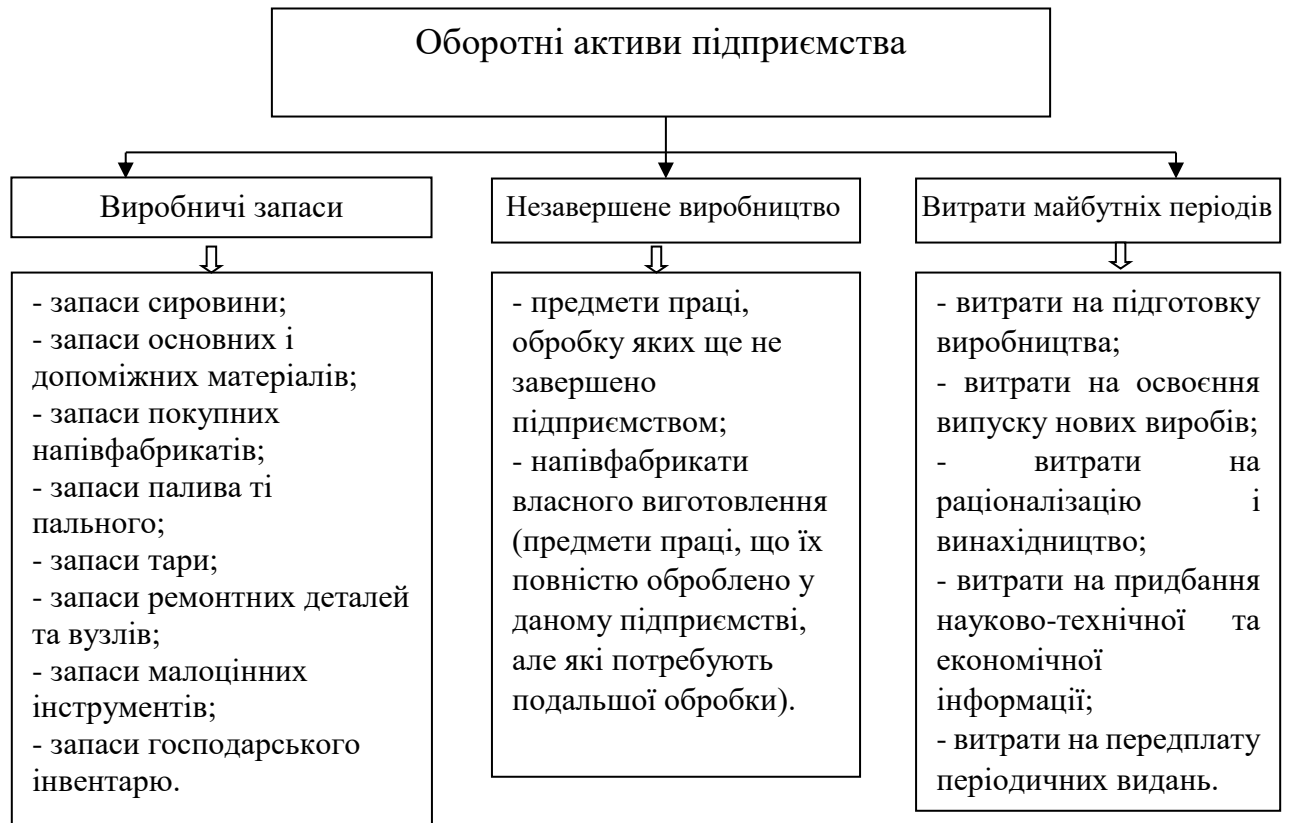 Оборотні активи підприємства
Виробничі запаси
Незавершене виробництво
Витрати майбутніх періодів
- запаси сировини;
- запаси основних і
допоміжних матеріалів;
- запаси покупних
напівфабрикатів;
- запаси палива ті
пального;
- запаси тари;
- запаси ремонтних деталей
та вузлів;
- запаси малоцінних
інструментів;
- запаси господарського
інвентарю.
- предмети праці,
обробку яких ще не
завершено
підприємством;
- напівфабрикати
власного виготовлення
(предмети праці, що їх
повністю оброблено у
даному підприємстві,
але які потребують
подальшої обробки).
- витрати на підготовку
виробництва;
- витрати на освоєння
випуску нових виробів;
- витрати на
раціоналізацію і
винахідництво;
- витрати на придбання
науково-технічної та
економічної
інформації;
- витрати на передплату
періодичних видань.